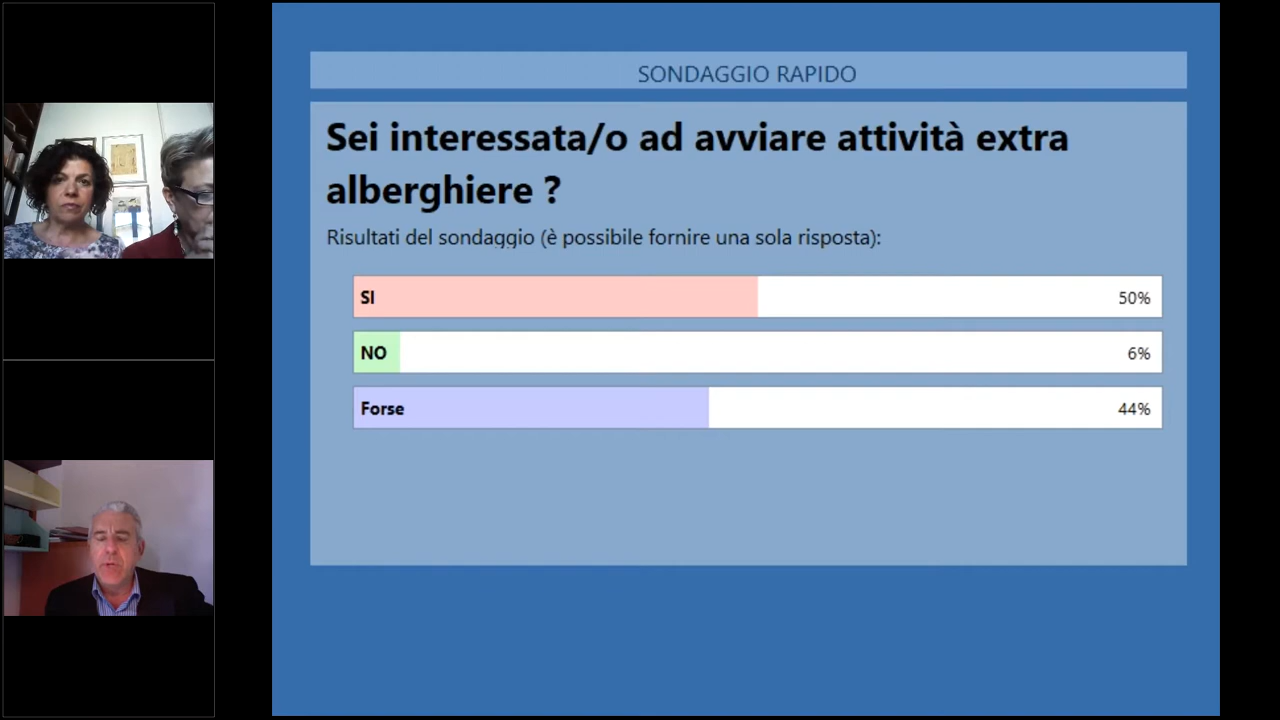 SONDAGGIO RAPIDO
Sei interessata/o ad avviare attività extra
alberghiere ?
Risultati del sondaggio (è possibile fornire una sola risposta):
SI 50%
NO 6%
Forse 44%